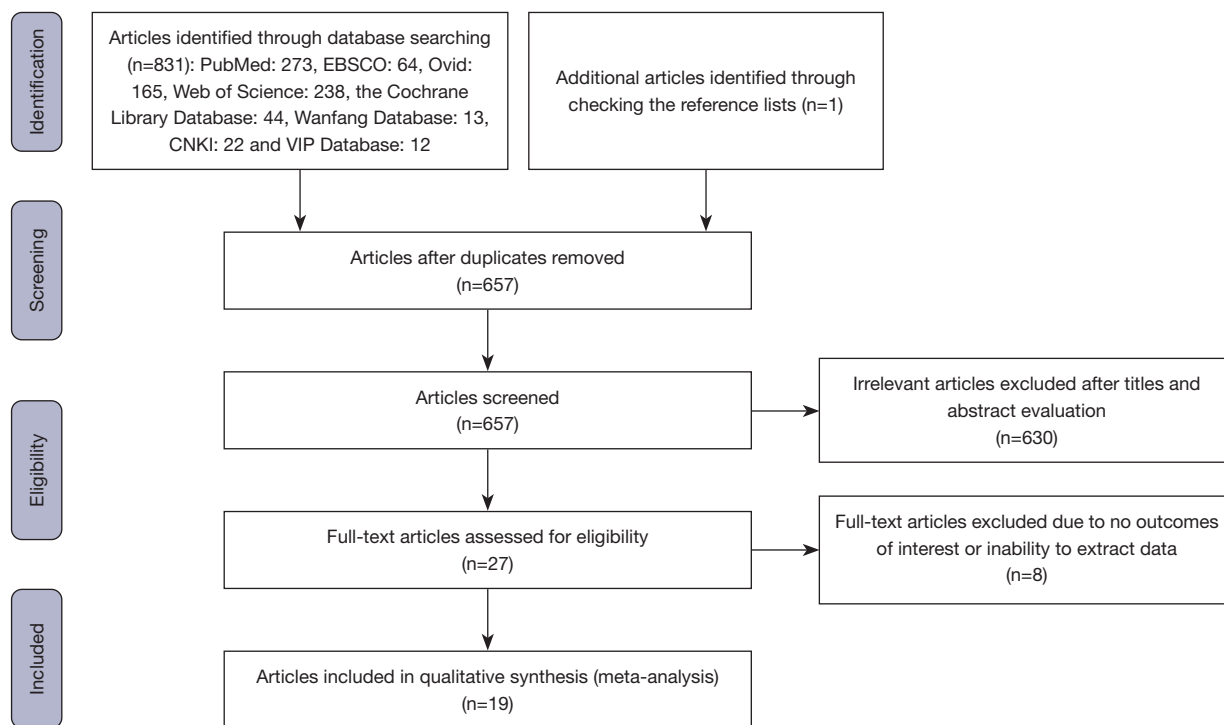 Identification
Articles identified through database searching
(n=831): PubMed: 273, EBSCO: 64, Ovid:
165, Web of Science: 238, the Cochrane
Library Database: 44, Wanfang Database: 13,
CNKI: 22 and VIP Database: 12
Additional articles identified through
checking the reference lists (n=1)
Screening
Articles after duplicates removed
(n=657)
Articles screened
(n=657)
Irrelevant articles excluded after titles and
abstract evaluation
(n=630)
Eligibility
Full-text articles assessed for eligibility
(n=27)
Full-text articles excluded due to no outcomes
of interest or inability to extract data
(n=8)
Included
Articles included in qualitative synthesis (meta-analysis)
(n=19)